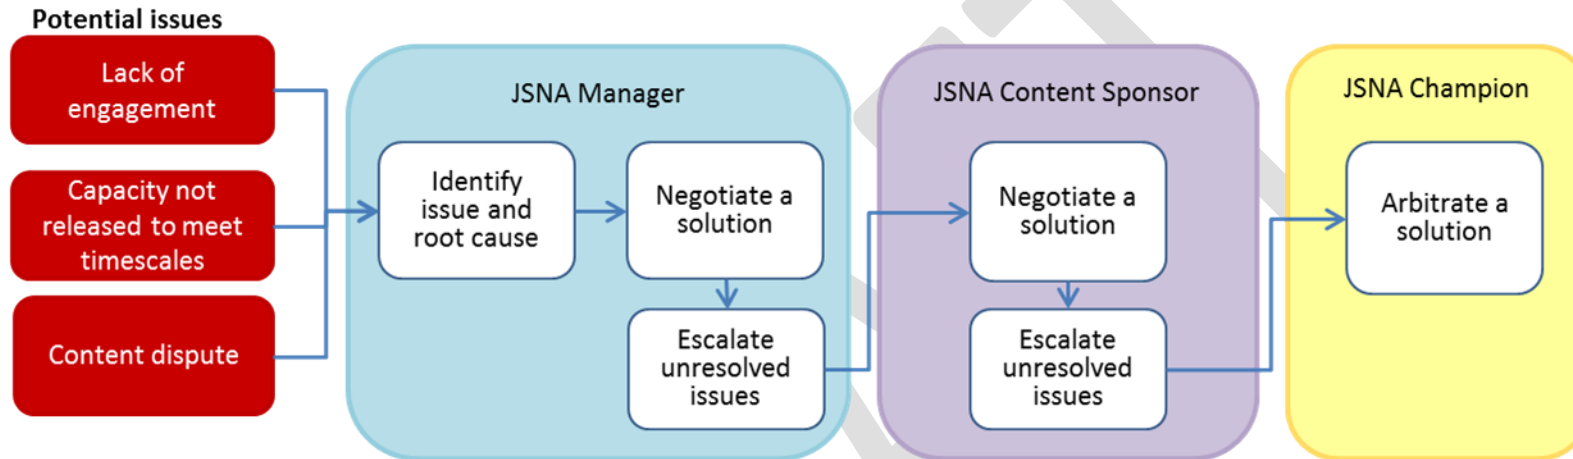 Potential issues
Lack of
engagement
Capacity not
released to meet
timescales
Content dispute
JSNA Manager
Identify
issue and
root cause
Negotiate a
solution
Escalate
unresolved
issues
JSNA Content Sponsor
Negotiate a
solution
Escalate
unresolved
issues
JSNA Champion
Arbitrate a
solution